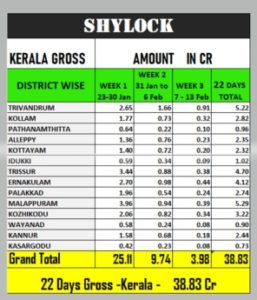 SHYLOCK
KERALA GROSS AMOUNT IN CR
DISTRICT WISE WEEK 1 23-30 Jan WEEK 2 31 Jan to 6 Feb WEEK 3 7 - 13 Feb 22 DAYS TOTAL
TRIVANDRUM 2.65 1.66 0.91 5.22
KOLLAM 1.77 0.73 0.32 2.82
PATHANAMTHITTA 0.64 0.22 0.10 0.96
ALLEPPY 1.36 0.76 0.23 2.35
KOTTAYAM 1.40 0.72 0.20 2.32
IDUKKI 0.59 0.34 0.09 1.02
TRISSUR 3.44 0.88 0.38 4.70
ERNAKULAM 2.70 0.98 0.44 4.12
PALAKKAD 1.96 0.54 0.24 2.74
MALAPPURAM 3.96 0.94 0.39 5.29
KOZHIKODU 2.06 0.82 0.34 3.22
WAYANAD 0.58 0.24 0.08 0.90
KANNUR 1.58 0.68 0.18 2.44
KASARGODU 0.42 0.23 0.08 0.73
Grand Total 25.11 9.74 3.98 38.83
22 Days Gross -Kerala - 38.83 Cr